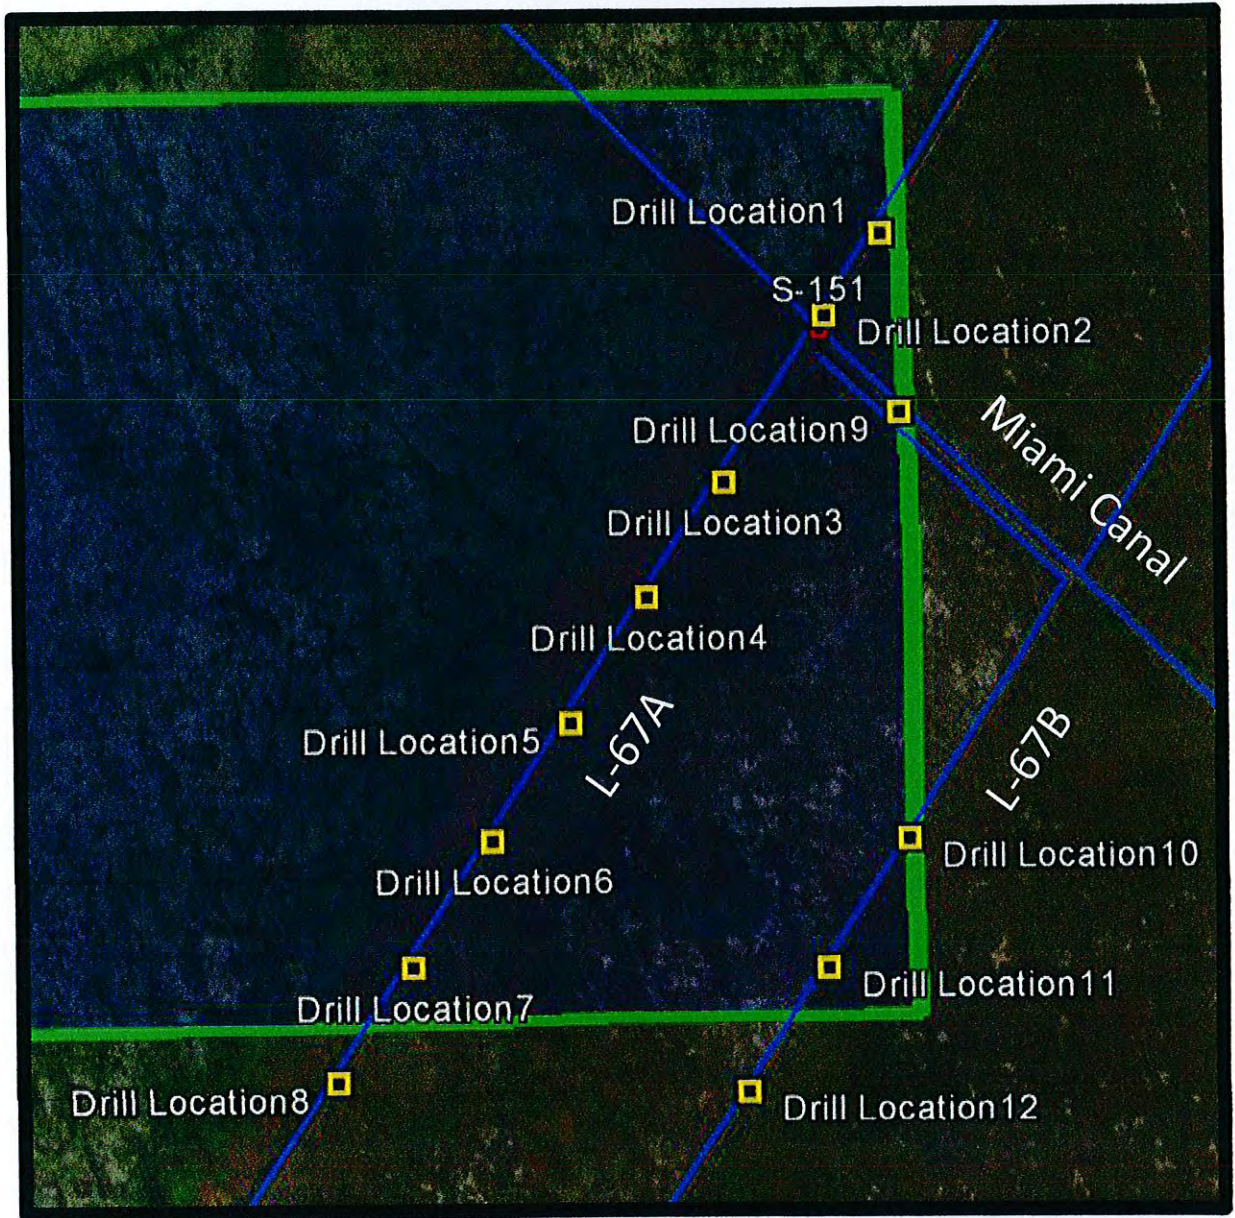 Drill Location1
S-151
Drill Location2
Miami Canal
Drill Location9
Drill Location3
Drill Location4
L-67A
Drill Location5
L-67B
Drill Location10
Drill Location6
Drill Location11
Drill Location7
Drill Location8
Drill Location12